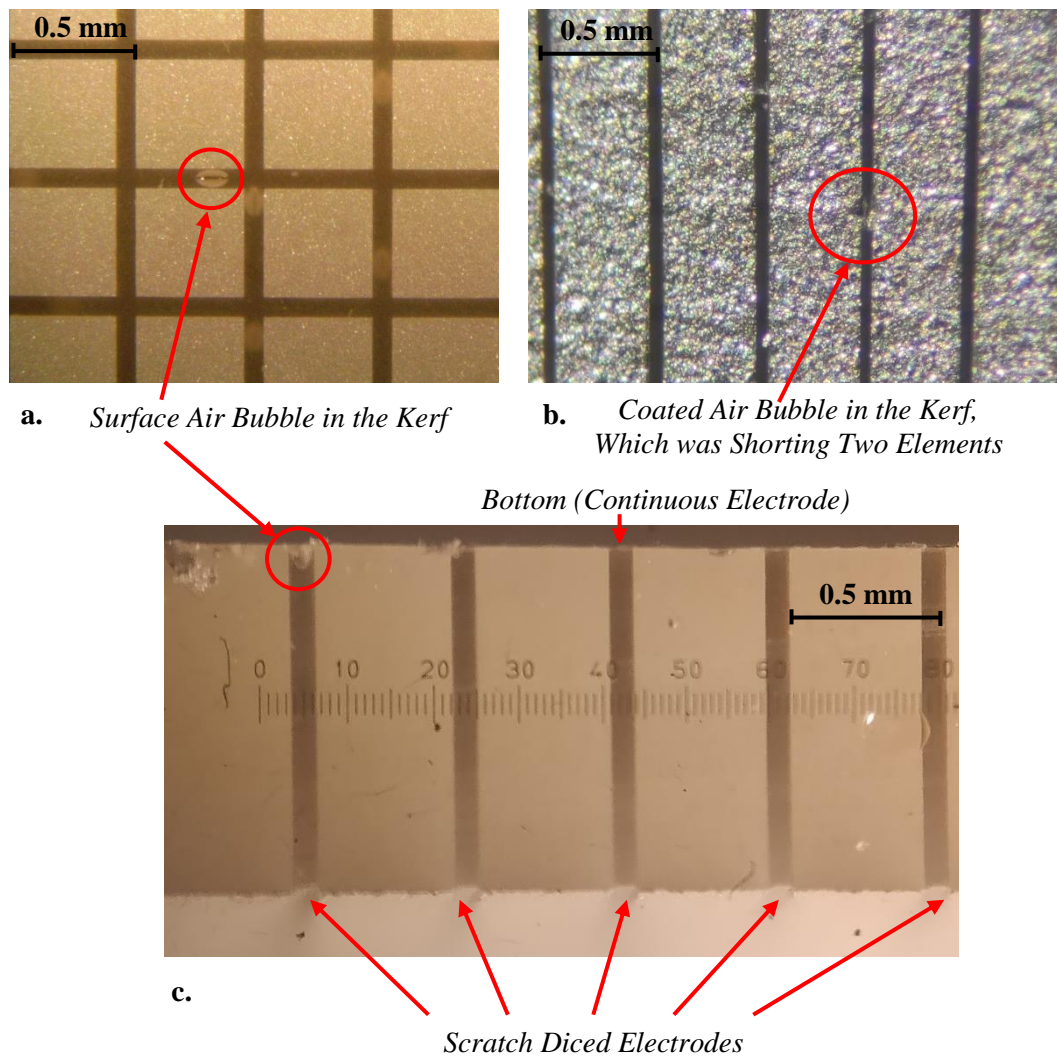 0.5 mm
0.5 mm
a.
Surface Air Bubble in the Kerf
b.
Coated Air Bubble in the Kerf,
Which was Shorting Two Elements
Bottom (Continuous Electrode)
0.5 mm
0 10 20 30 40 50 60 70 80
c.
Scratch Diced Electrodes